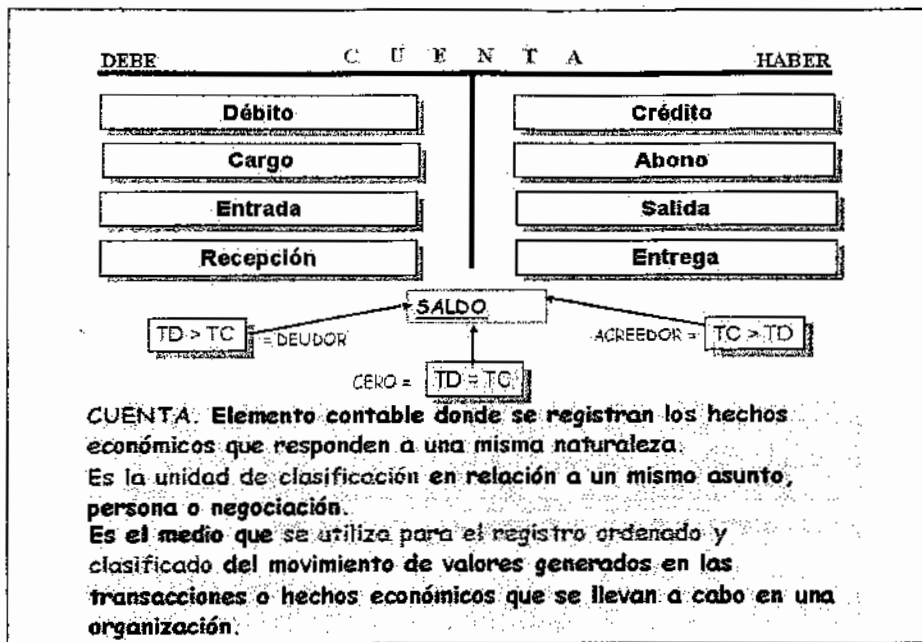 DEBE C U E N T A HABER
Débito Crédito
Cargo Abono
Entrada Salida
Recepción Entrega
SALDO
TD > TC = DEUDOR ACREEDOR = TC > TD
CERO = TD = TC
CUENTA. Elemento contable donde se registran los hechos
económicos que responden a una misma naturaleza.
Es la unidad de clasificación en relación a un mismo asunto,
persona o negociación.
Es el medio que se utiliza para el registro ordenado y
clasificado del movimiento de valores generados en las
transacciones o hechos económicos que se llevan a cabo en una
organización.